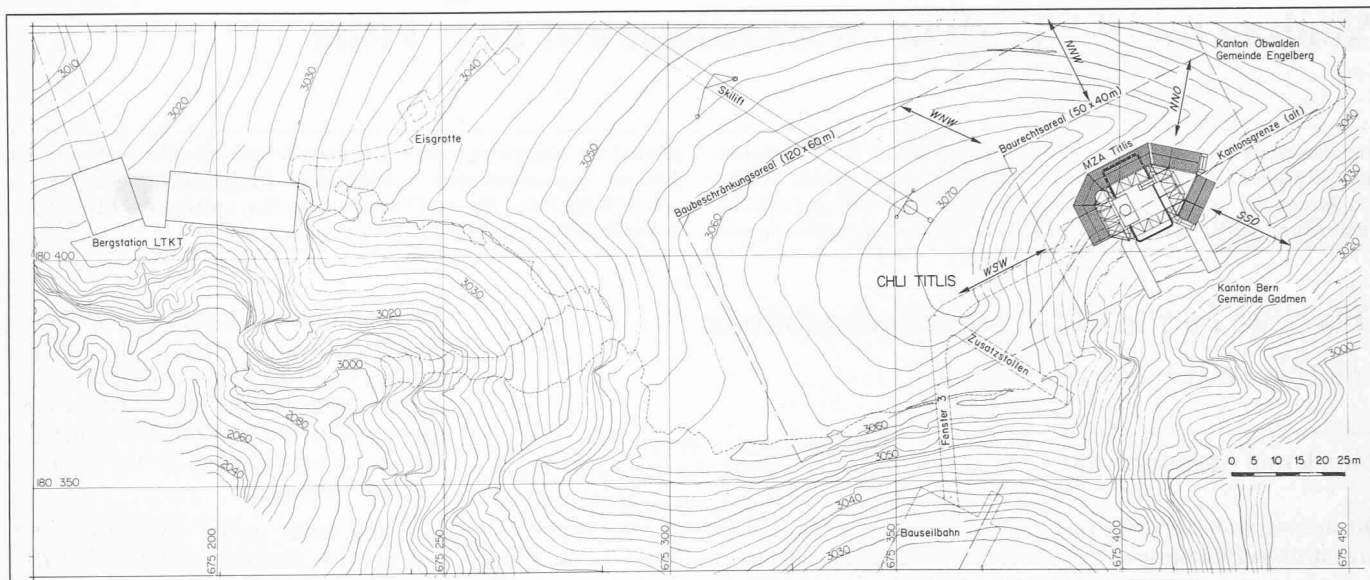 3010
3020
3030
3040
Eisgrotte
Bergstation LTKT
Skilift
3050
Baubeschränkungsareal (120 x 60 m)
3060
WNW
NNW
Baurechtsareal (50 x 40 m)
3070
NNO
MZA Titlis
Kantonsgrenze (alt)
Kanton Obwalden
Gemeinde Engelberg
3040
3030
SSO
3020
WSW
CHLI TITLIS
Kanton Bern
Gemeinde Gadmen
3000
180 400
3030
3020
3000
2080
2060
2040
Zusatzstollen
Fenster 3
3060
3050
3040
3030
Bauseilbahn
0 5 10 15 20 25 m
180 350
675 200
675 250
675 300
675 350
675 400
675 450